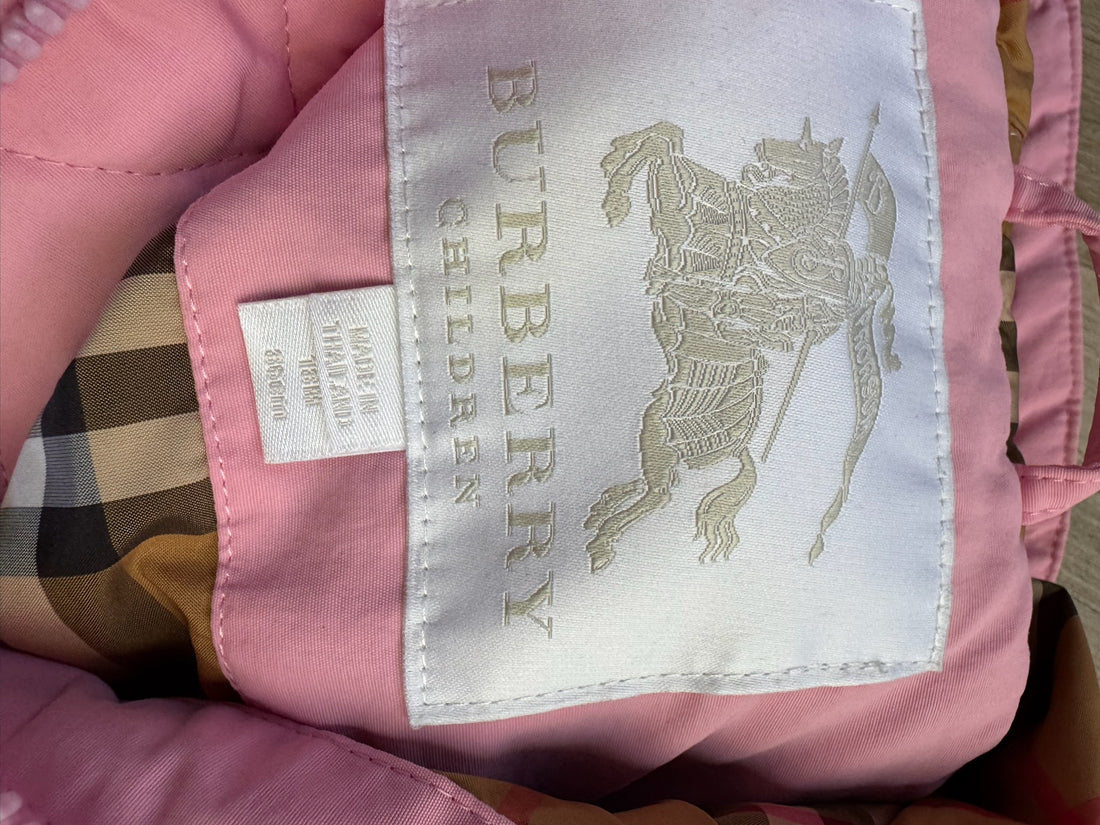 BURBERRY
CHILDREN
MADE IN
THAILAND
18M
86cm